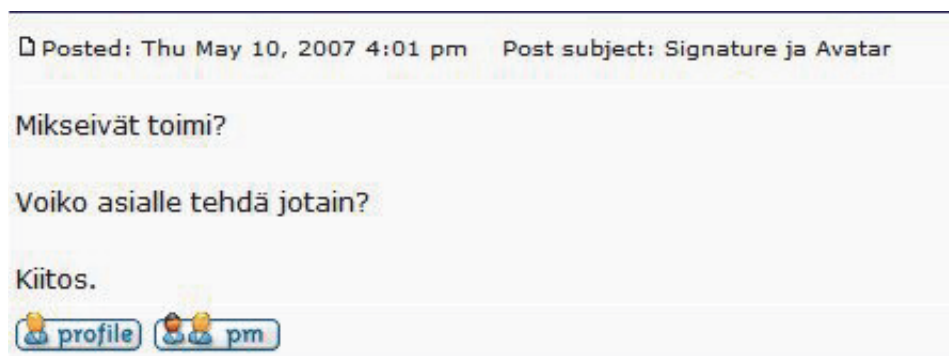 Posted: Thu May 10, 2007 4:01 pm Post subject: Signature ja Avatar
Mikseivät toimi?
Voiko asialle tehdä jotain?
Kiitos.
profile pm